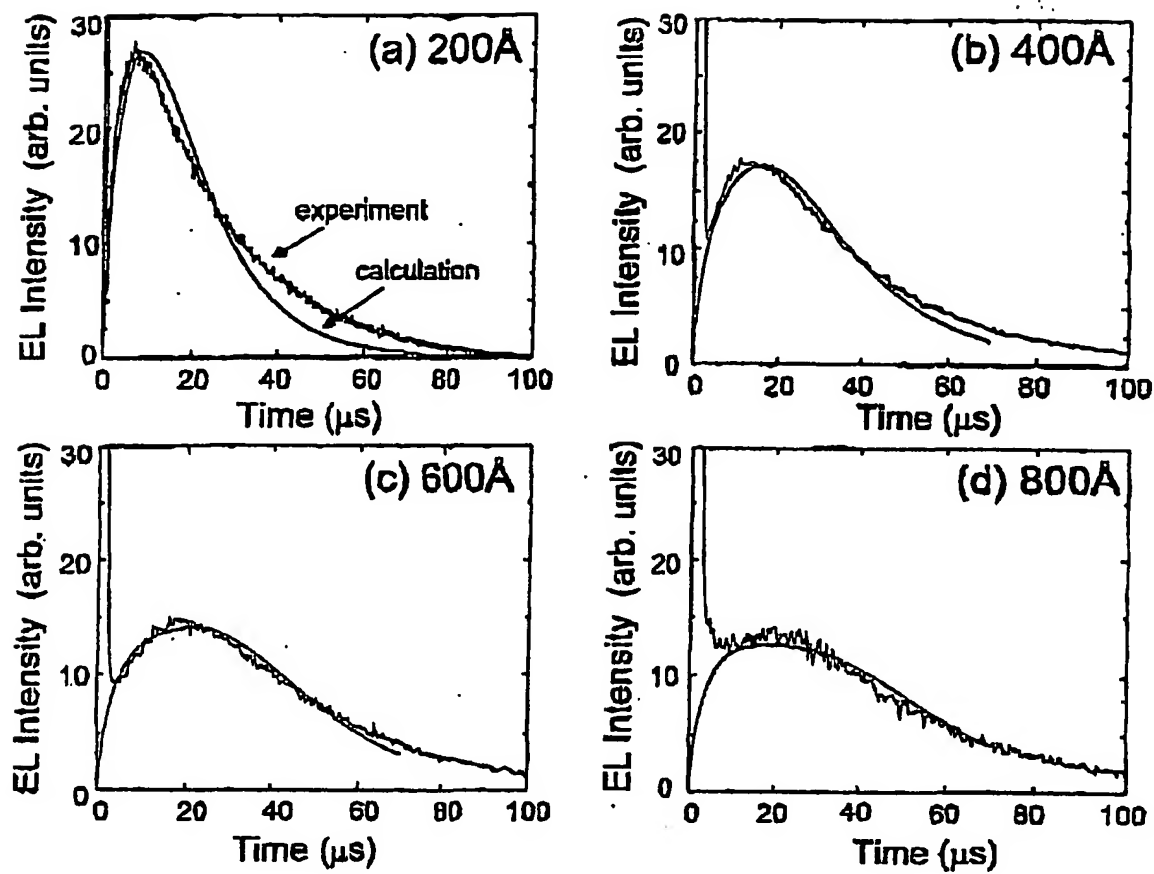 (a) 200Å
EL Intensity (arb. units)
30
20
10
0
experiment
calculation
0 20 40 60 80 100
Time (µs)
(b) 400Å
EL Intensity (arb. units)
30
20
10
0
0 20 40 60 80 100
Time (µs)
(c) 600Å
EL Intensity (arb. units)
30
20
10
0
0 20 40 60 80 100
Time (µs)
(d) 800Å
EL Intensity (arb. units)
30
20
10
0
0 20 40 60 80 100
Time (µs)